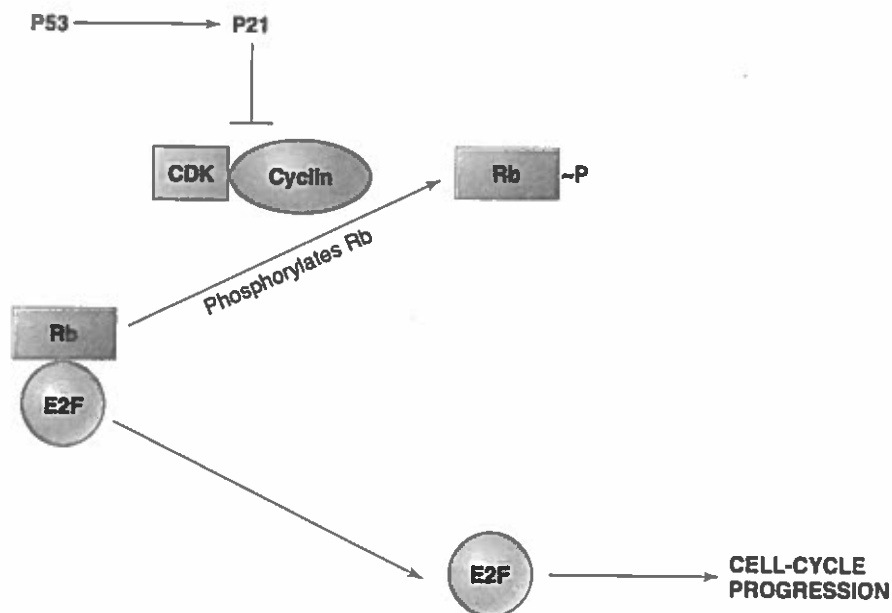 P53
P21
CDK
Cyclin
Rb
~P
Phosphorylates Rb
Rb
E2F
E2F
CELL-CYCLE
PROGRESSION